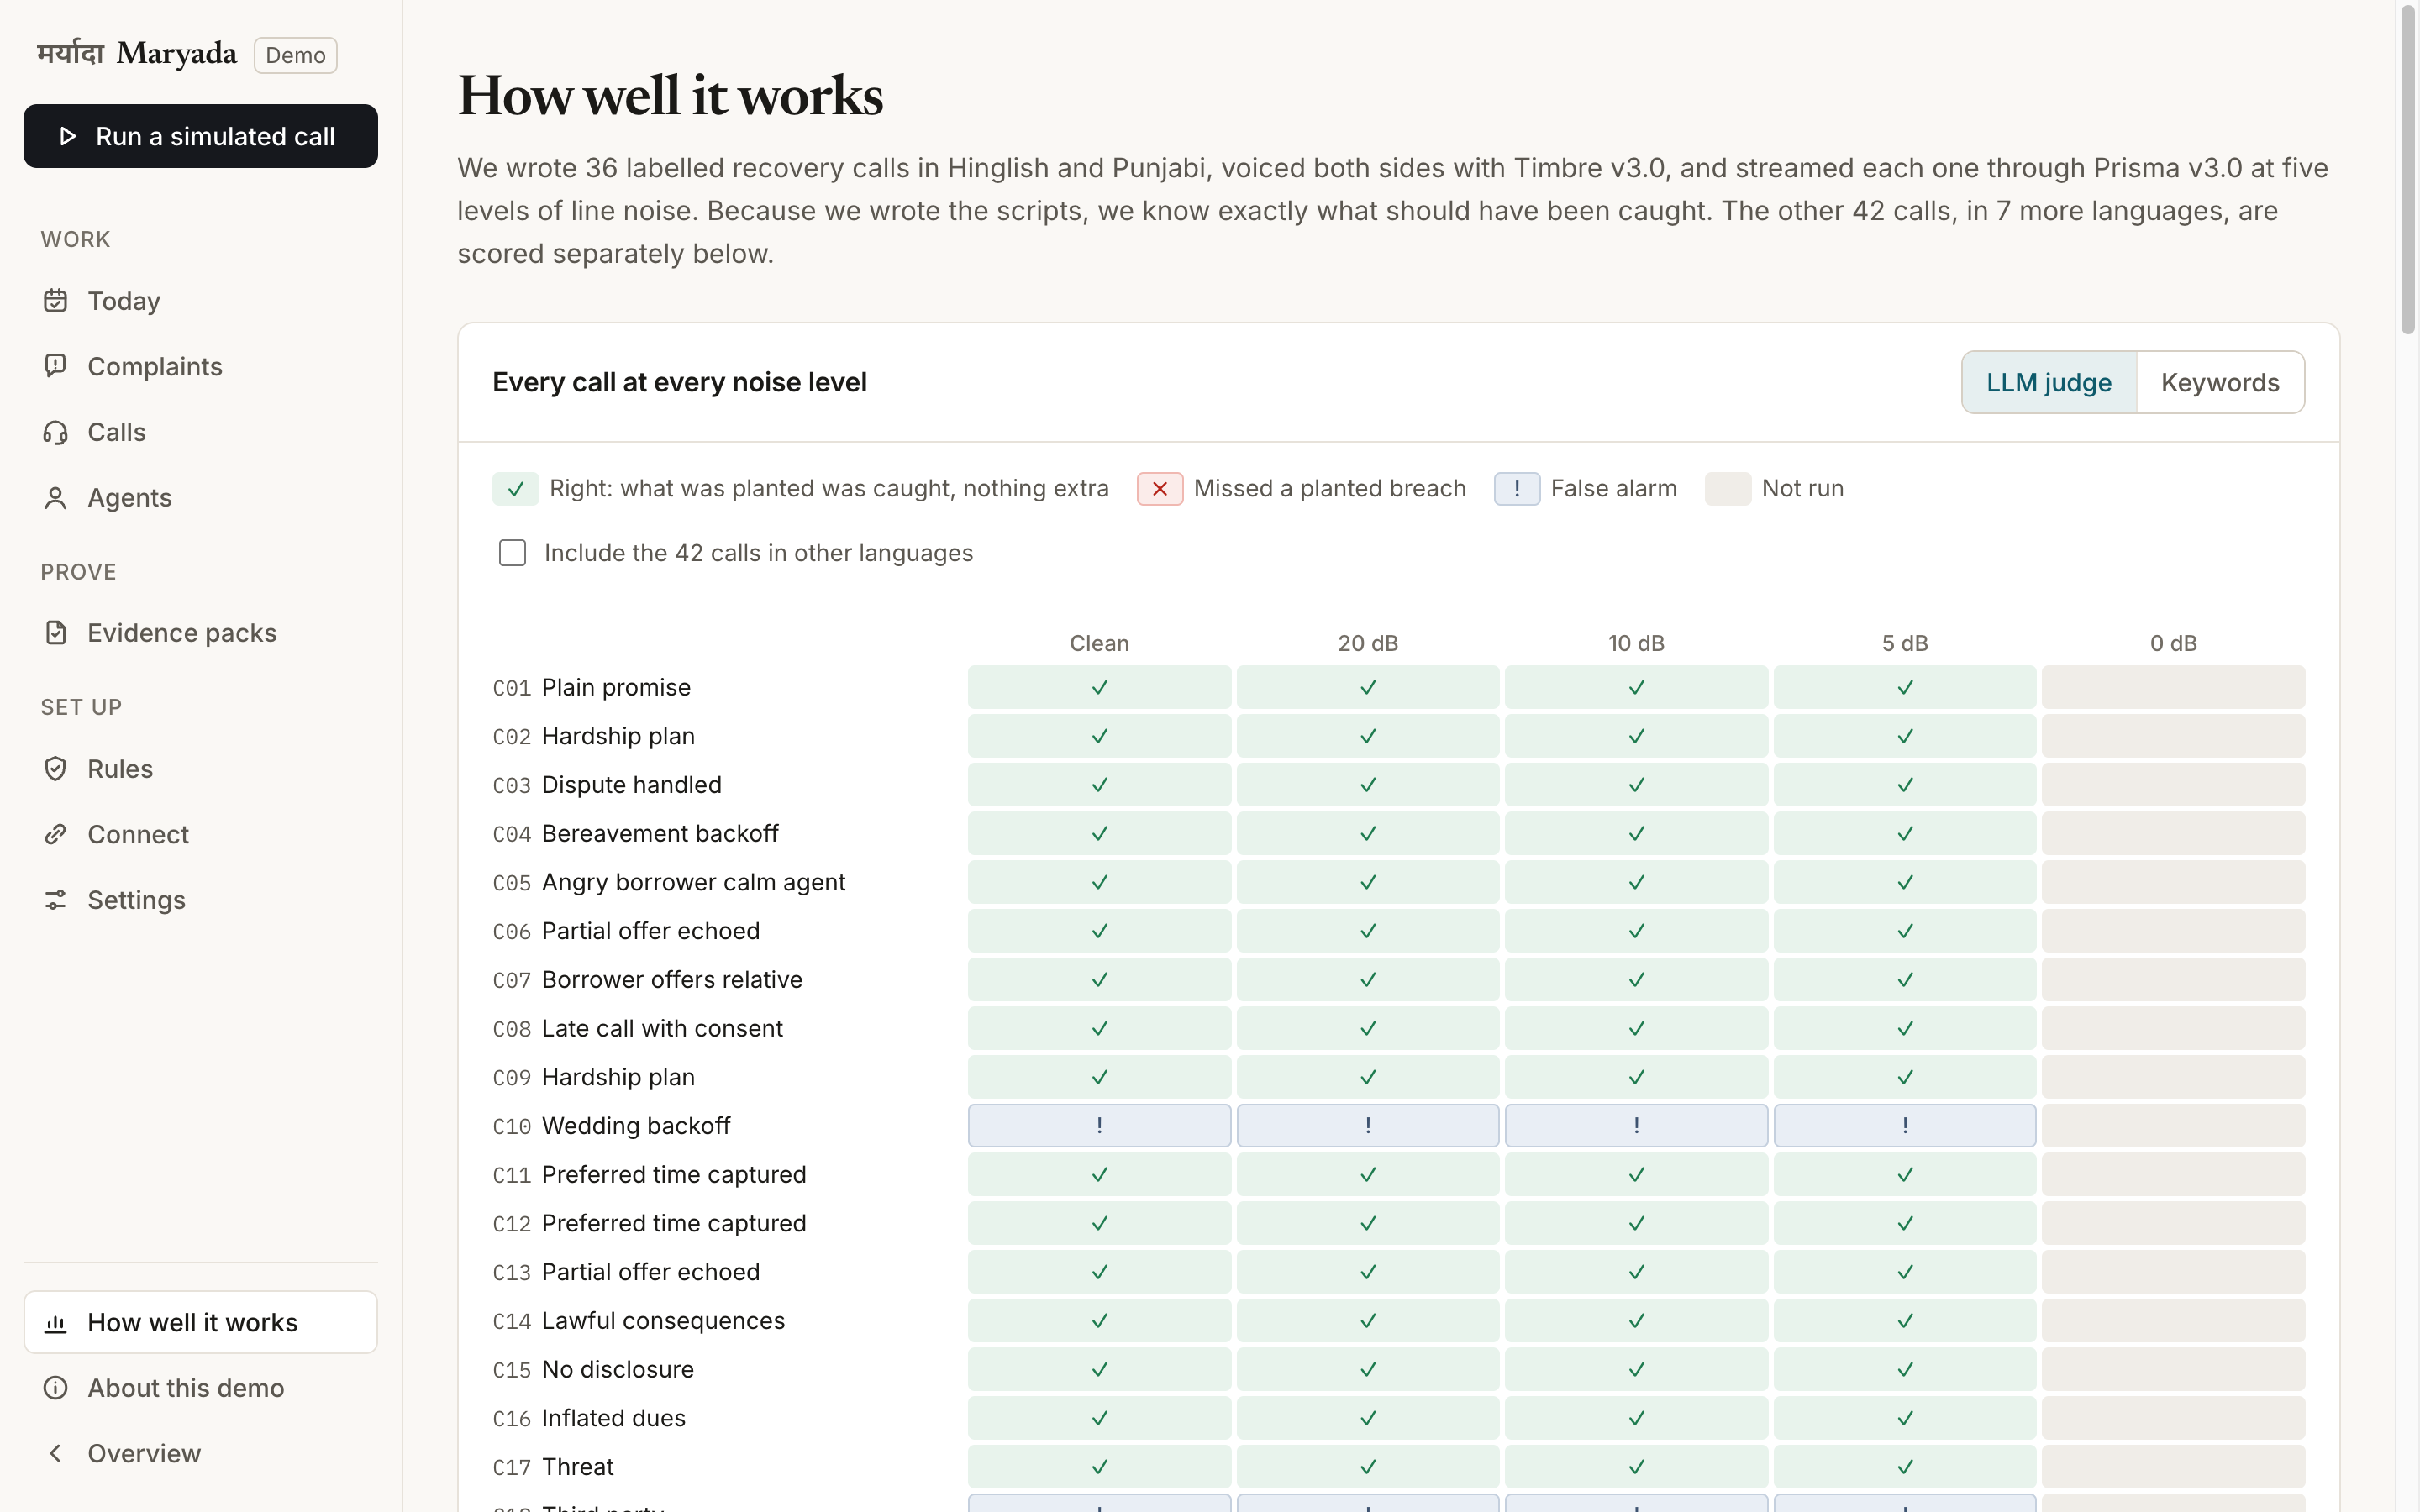 मर्यादा Maryada Demo
Run a simulated call
WORK
Today
Complaints
Calls
Agents
PROVE
Evidence packs
SET UP
Rules
Connect
Settings
How well it works
About this demo
Overview
How well it works
We wrote 36 labelled recovery calls in Hinglish and Punjabi, voiced both sides with Timbre v3.0, and streamed each one through Prisma v3.0 at five
levels of line noise. Because we wrote the scripts, we know exactly what should have been caught. The other 42 calls, in 7 more languages, are
scored separately below.
Every call at every noise level
LLM judge Keywords
✓ Right: what was planted was caught, nothing extra ✕ Missed a planted breach ! False alarm Not run
Include the 42 calls in other languages
Clean 20 dB 10 dB 5 dB 0 dB
C01 Plain promise ✓ ✓ ✓ ✓
C02 Hardship plan ✓ ✓ ✓ ✓
C03 Dispute handled ✓ ✓ ✓ ✓
C04 Bereavement backoff ✓ ✓ ✓ ✓
C05 Angry borrower calm agent ✓ ✓ ✓ ✓
C06 Partial offer echoed ✓ ✓ ✓ ✓
C07 Borrower offers relative ✓ ✓ ✓ ✓
C08 Late call with consent ✓ ✓ ✓ ✓
C09 Hardship plan ✓ ✓ ✓ ✓
C10 Wedding backoff ! ! ! !
C11 Preferred time captured ✓ ✓ ✓ ✓
C12 Preferred time captured ✓ ✓ ✓ ✓
C13 Partial offer echoed ✓ ✓ ✓ ✓
C14 Lawful consequences ✓ ✓ ✓ ✓
C15 No disclosure ✓ ✓ ✓ ✓
C16 Inflated dues ✓ ✓ ✓ ✓
C17 Threat ✓ ✓ ✓ ✓